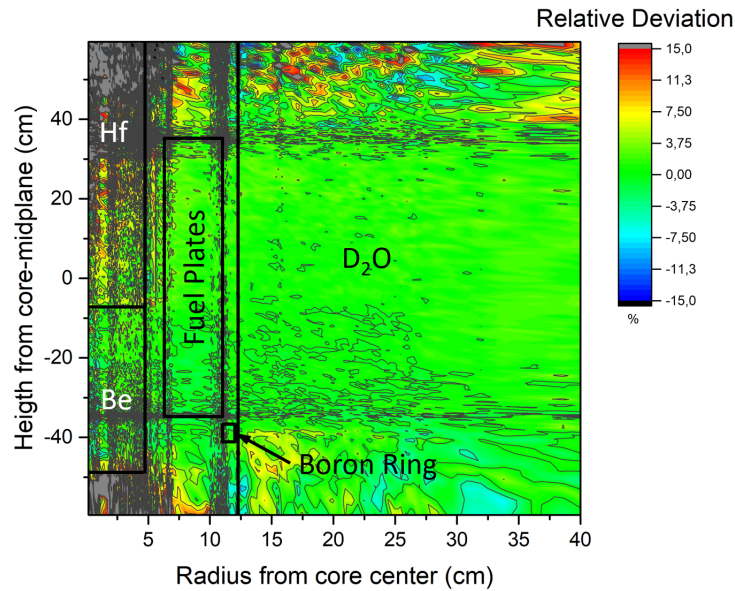 Relative Deviation
15,0
11,3
7,50
3,75
0,00
-3,75
-7,50
-11,3
-15,0
%
Heigth from core-midplane (cm)
40
20
0
-20
-40
Hf
Fuel Plates
D₂O
Be
Boron Ring
5
10
15
20
25
30
35
40
Radius from core center (cm)